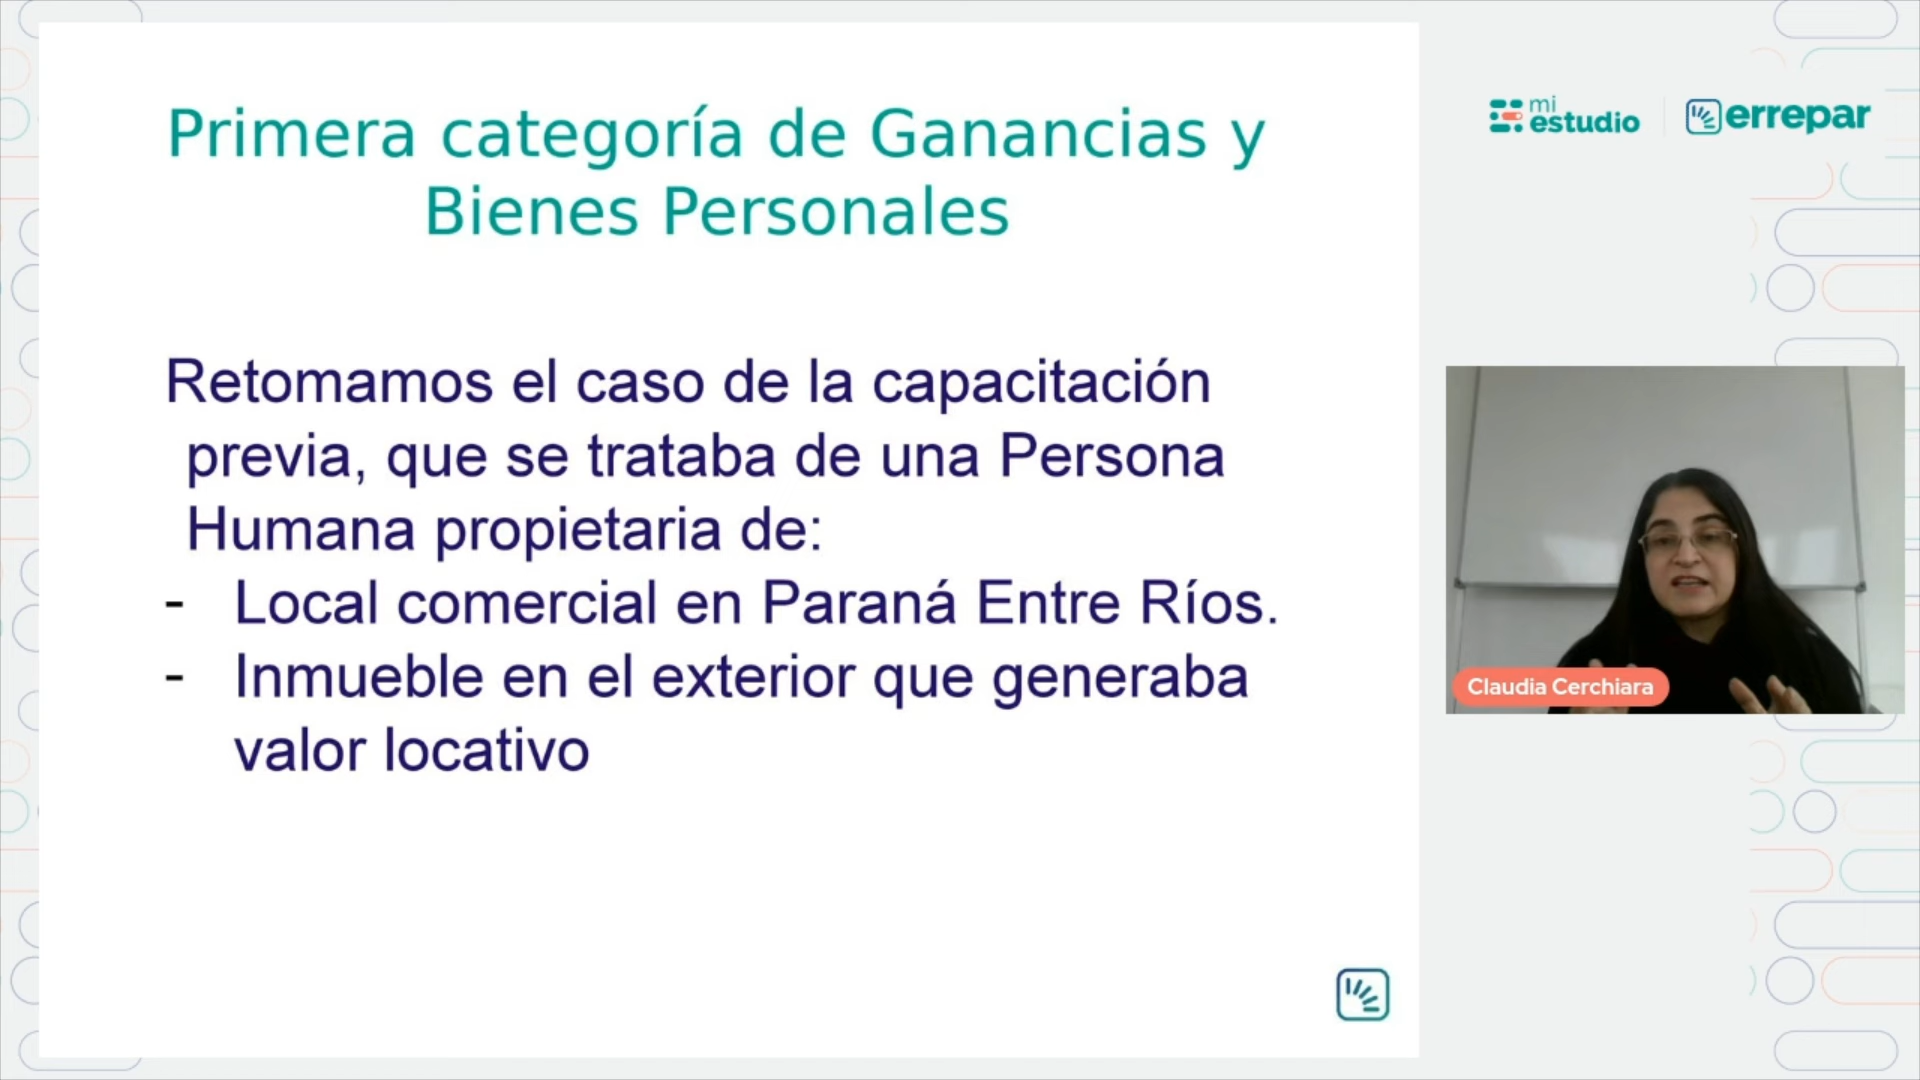 Primera categoría de Ganancias y
Bienes Personales
Retomamos el caso de la capacitación
previa, que se trataba de una Persona
Humana propietaria de:
- Local comercial en Paraná Entre Ríos.
- Inmueble en el exterior que generaba
valor locativo
mi
estudio
errepar
Claudia Cerchiara